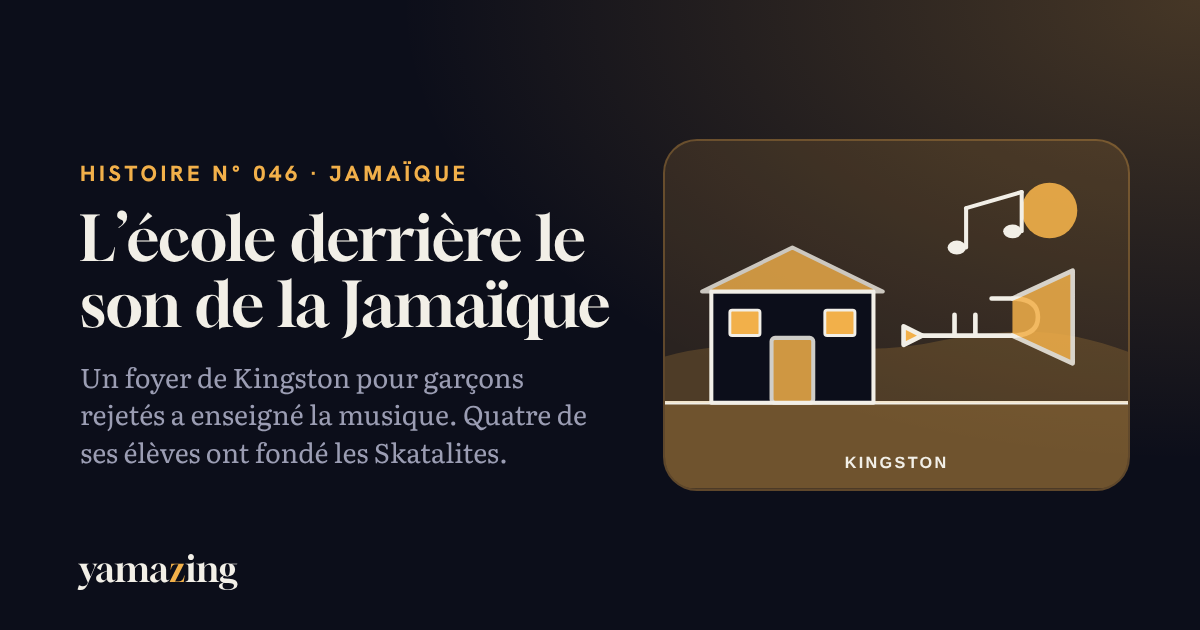 HISTOIRE N° 046 · JAMAÏQUE
L’école derrière le
son de la Jamaïque
Un foyer de Kingston pour garçons
rejetés a enseigné la musique. Quatre de
ses élèves ont fondé les Skatalites.
KINGSTON
yamazing